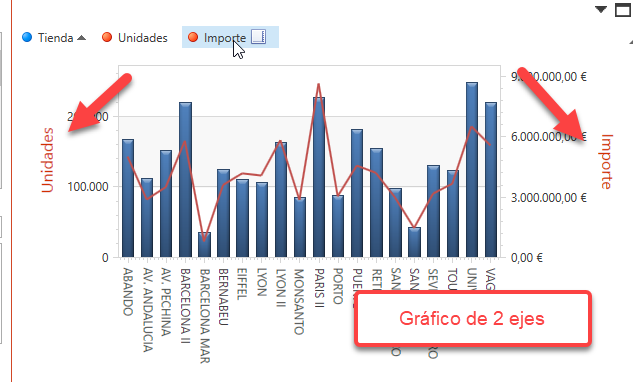 Tienda
Unidades
Importe
Unidades
100.000
0
9.000.000,00 €
6.000.000,00 €
3.000.000,00 €
0,00 €
Importe
ABANDO
AV. ANDALUCIA
AV. PECHINA
BARCELONA II
BARCELONA MAR
BERNABEU
EIFFEL
LYON
LYON II
MONSANTO
PARIS II
PORTO
Gráfico de 2 ejes